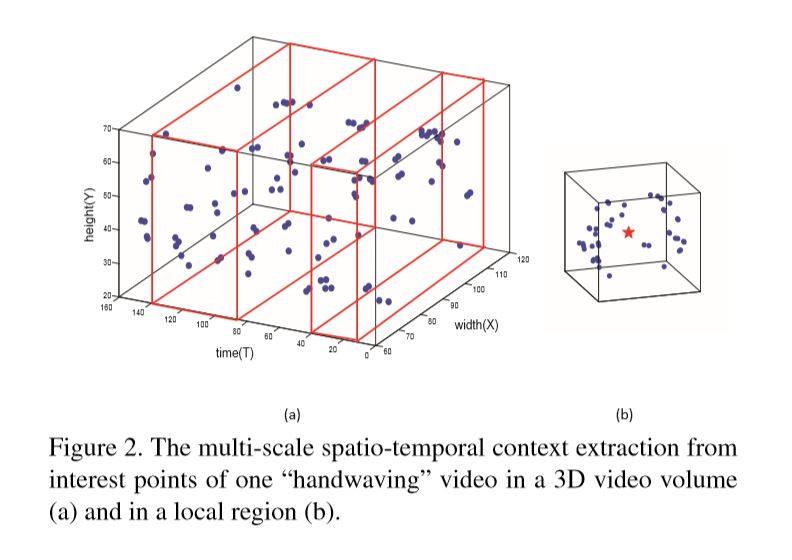 70
60
50
40
30
20
height(Y)
160
140
120
100
80
60
40
20
0
time(T)
60
70
80
90
100
110
120
width(X)
(a)
(b)
Figure 2. The multi-scale spatio-temporal context extraction from
interest points of one “handwaving” video in a 3D video volume
(a) and in a local region (b).